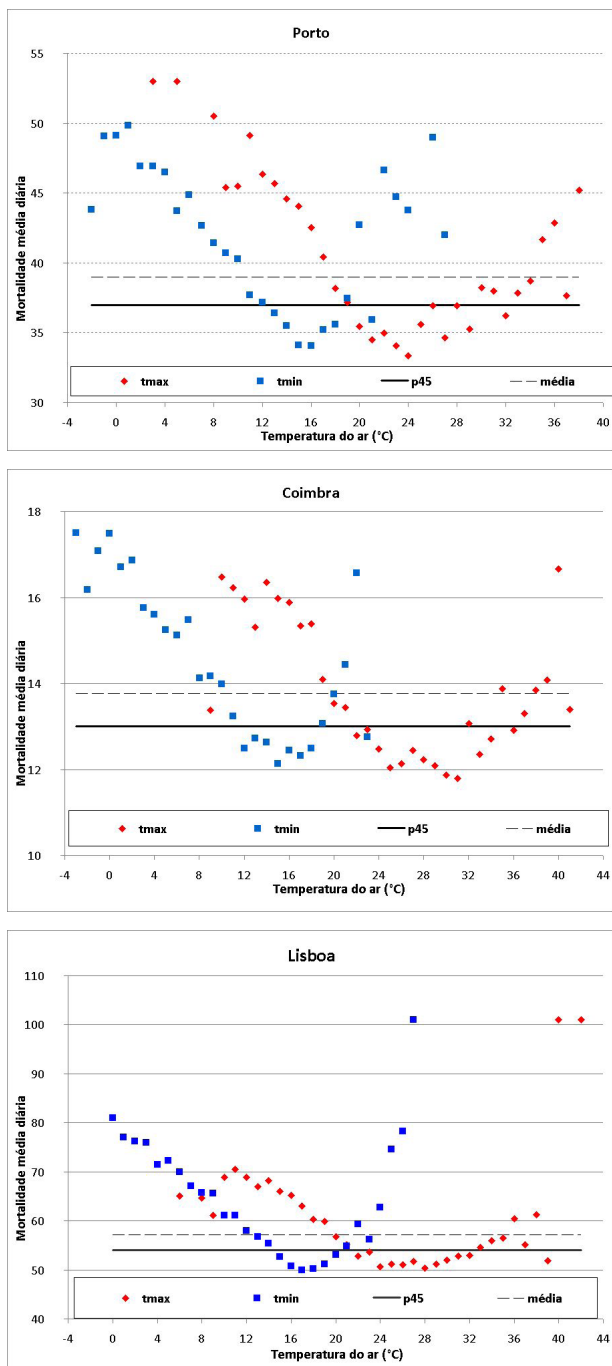 Porto
Mortalidade média diária
55
50
45
40
35
30
tmax
tmin
p45
média
-4 0 4 8 12 16 20 24 28 32 36 40
Temperatura do ar (°C)
Coimbra
Mortalidade média diária
18
16
14
12
10
tmax
tmin
p45
média
-4 0 4 8 12 16 20 24 28 32 36 40 44
Temperatura do ar (°C)
Lisboa
Mortalidade média diária
110
100
90
80
70
60
50
40
tmax
tmin
p45
média
0 4 8 12 16 20 24 28 32 36 40 44
Temperatura do ar (°C)